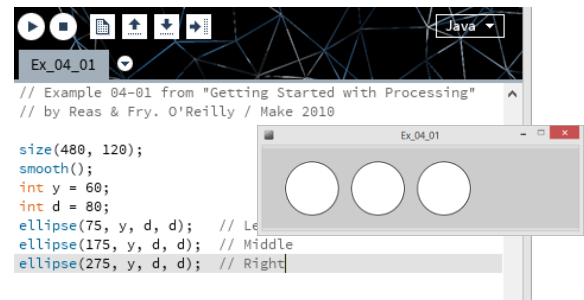 Java
Ex_04_01
// Example 04-01 from "Getting Started with Processing"
// by Reas & Fry. O'Reilly / Make 2010
Ex_04_01
size(480, 120);
smooth();
int y = 60;
int d = 80;
ellipse(75, y, d, d);   // Le
ellipse(175, y, d, d);  // Middle
ellipse(275, y, d, d);  // Right